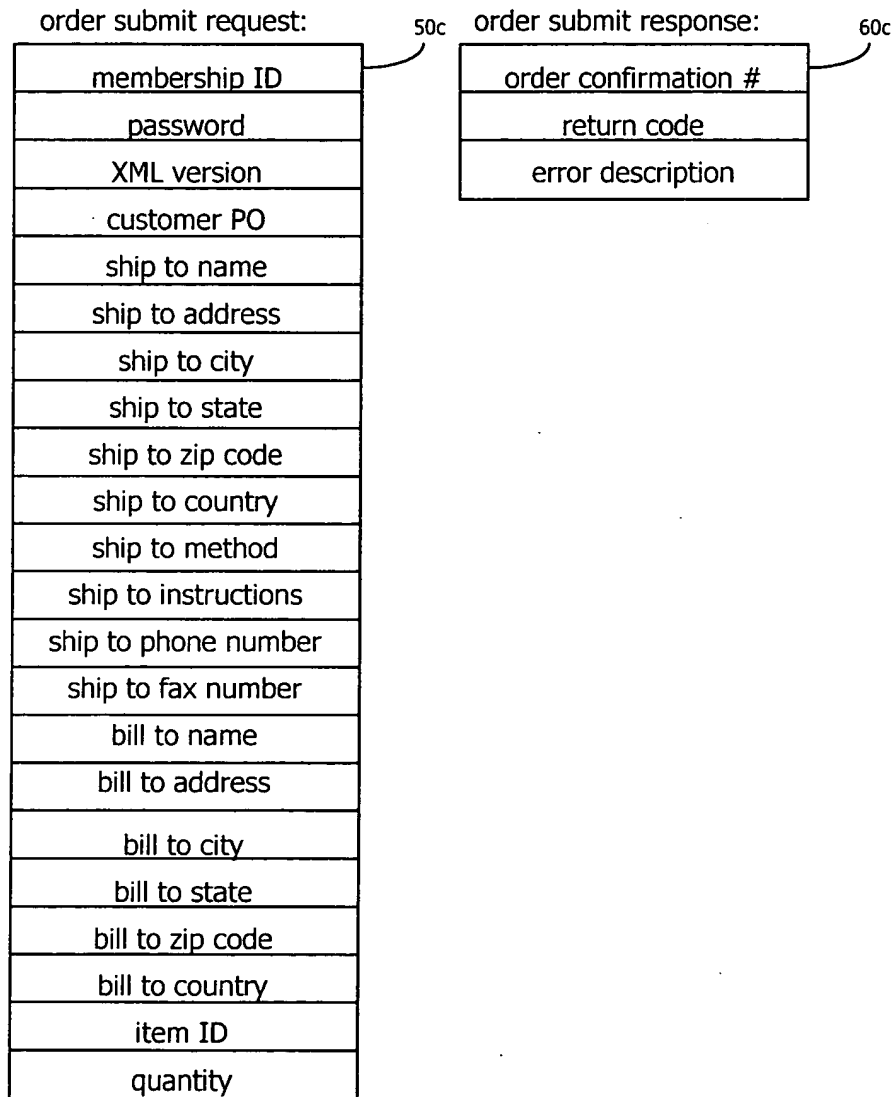 order submit request:
50c
membership ID
password
XML version
customer PO
ship to name
ship to address
ship to city
ship to state
ship to zip code
ship to country
ship to method
ship to instructions
ship to phone number
ship to fax number
bill to name
bill to address
bill to city
bill to state
bill to zip code
bill to country
item ID
quantity
order submit response:
60c
order confirmation #
return code
error description